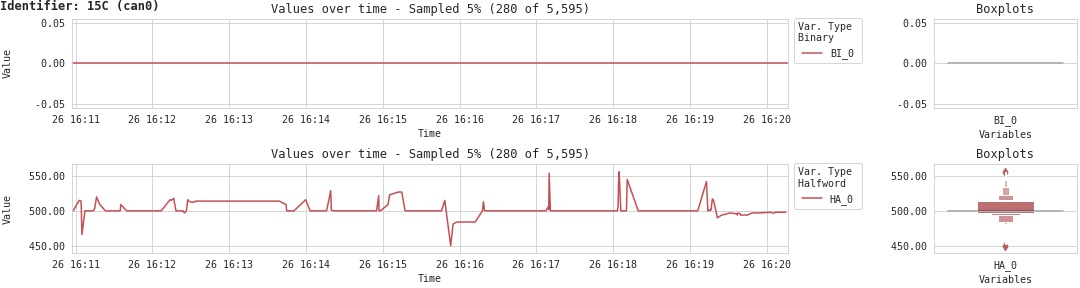 Identifier: 15C (can0)
Values over time - Sampled 5% (280 of 5,595)
Boxplots
Value
0.05
0.00
-0.05
26 16:11 26 16:12 26 16:13 26 16:14 26 16:15 26 16:16 26 16:17 26 16:18 26 16:19 26 16:20
Time
Var. Type
Binary
BI_0
0.05
0.00
-0.05
BI_0
Variables
Values over time - Sampled 5% (280 of 5,595)
Boxplots
Value
550.00
500.00
450.00
26 16:11 26 16:12 26 16:13 26 16:14 26 16:15 26 16:16 26 16:17 26 16:18 26 16:19 26 16:20
Time
Var. Type
Halfword
HA_0
550.00
500.00
450.00
HA_0
Variables